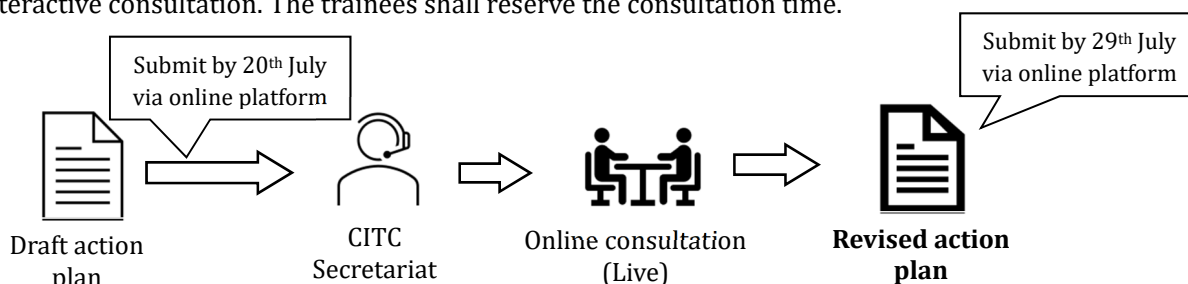 teractive consultation. The trainees shall reserve the consultation time.
Submit by 20th July
via online platform
Submit by 29th July
via online platform
Draft action
plan
CITC
Secretariat
Online consultation
(Live)
Revised action
plan